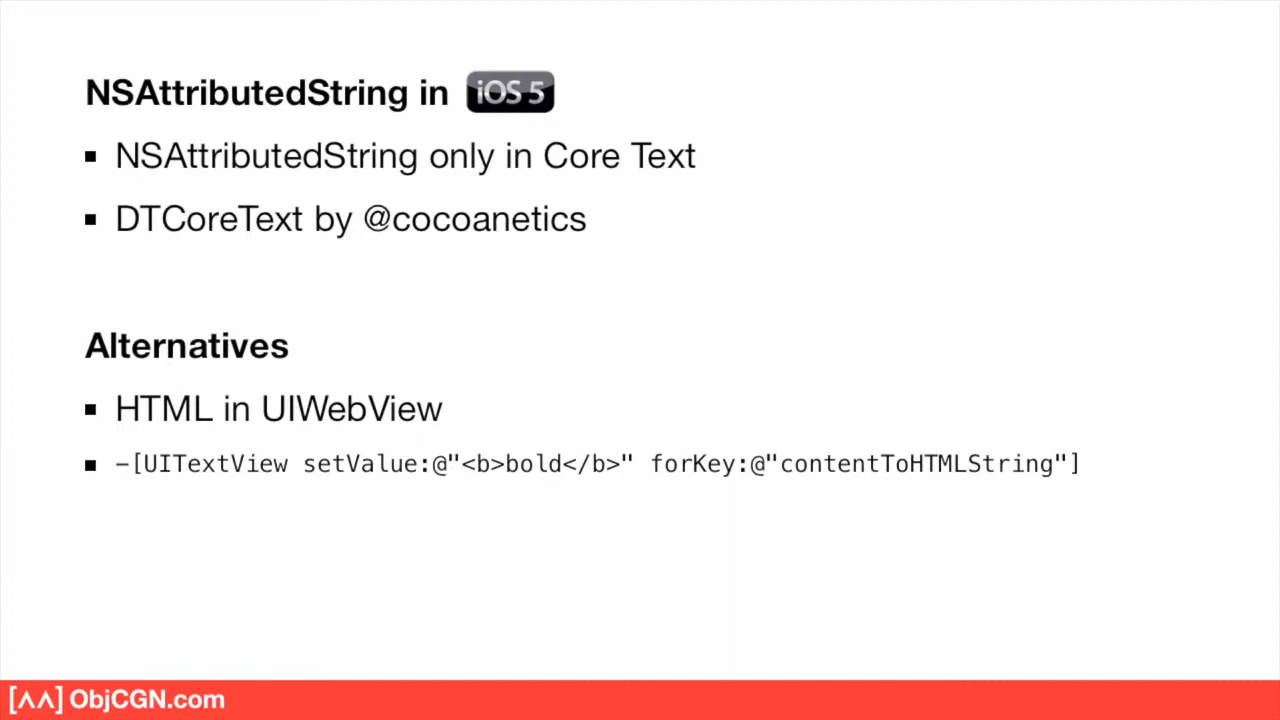 NSAttributedString in iOS 5
▪ NSAttributedString only in Core Text
▪ DTCoreText by @cocoanetics
Alternatives
▪ HTML in UIWebView
▪ -[UITextView setValue:@"<b>bold</b>" forKey:@"contentToHTMLString"]
[ʌʌ] ObjCGN.com